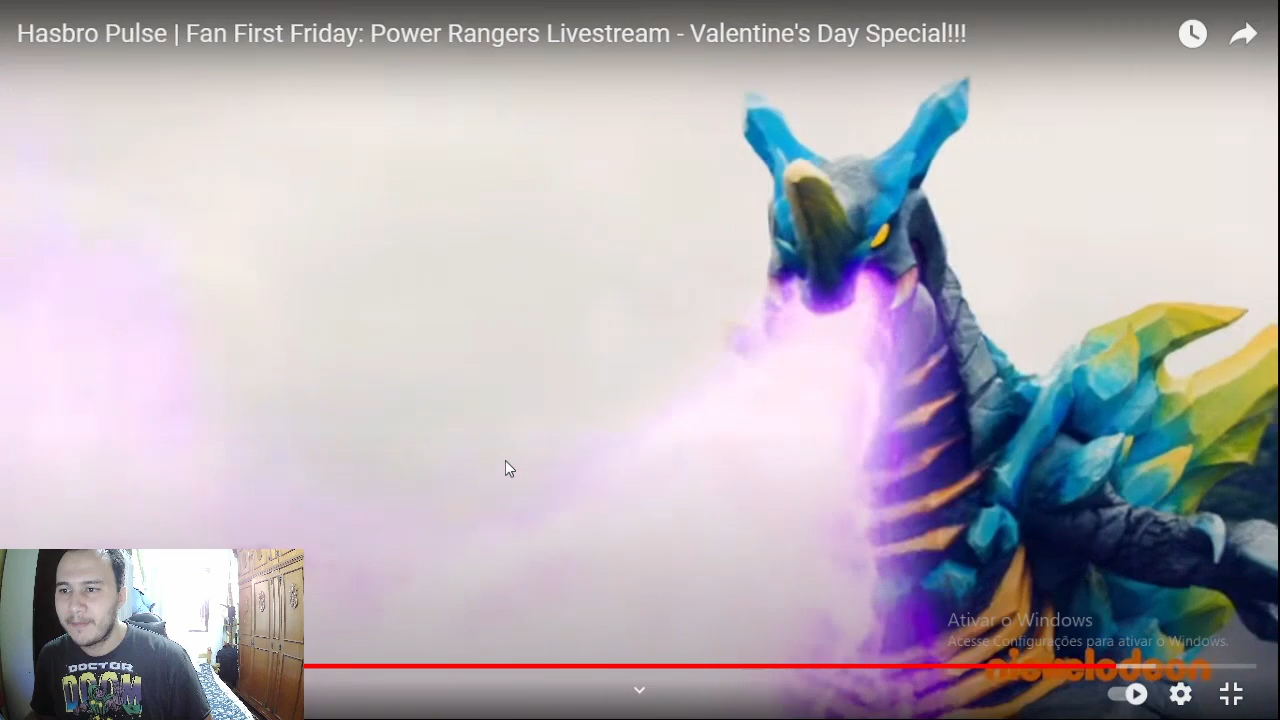 Hasbro Pulse | Fan First Friday: Power Rangers Livestream - Valentine's Day Special!!!
Ativar o Windows
Acesse Configurações para ativar o Windows.
nickelodeon
DOCTOR
DOOM